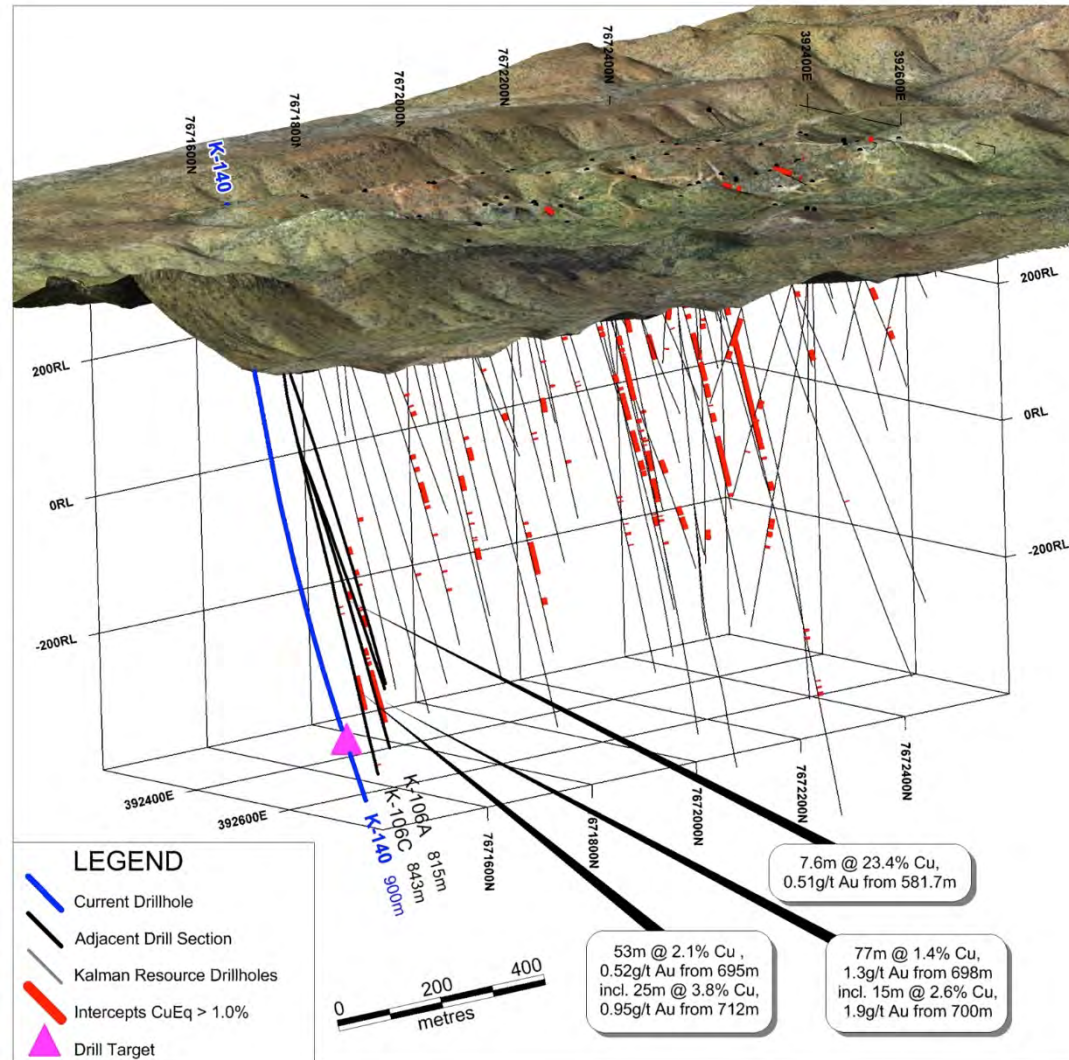 7671600N
7671800N
7672000N
7672200N
7672400N
392400E
392600E
K-140
200RL
0RL
-200RL
200RL
0RL
-200RL
392400E
392600E
K-106A 815m
K-106C 843m
K-140 900m
7671600N
671800N
7672000N
7672200N
7672400N
7.6m @ 23.4% Cu,
0.51g/t Au from 581.7m
53m @ 2.1% Cu ,
0.52g/t Au from 695m
incl. 25m @ 3.8% Cu,
0.95g/t Au from 712m
77m @ 1.4% Cu,
1.3g/t Au from 698m
incl. 15m @ 2.6% Cu,
1.9g/t Au from 700m
LEGEND
Current Drillhole
Adjacent Drill Section
Kalman Resource Drillholes
Intercepts CuEq > 1.0%
Drill Target
0 200 400
metres